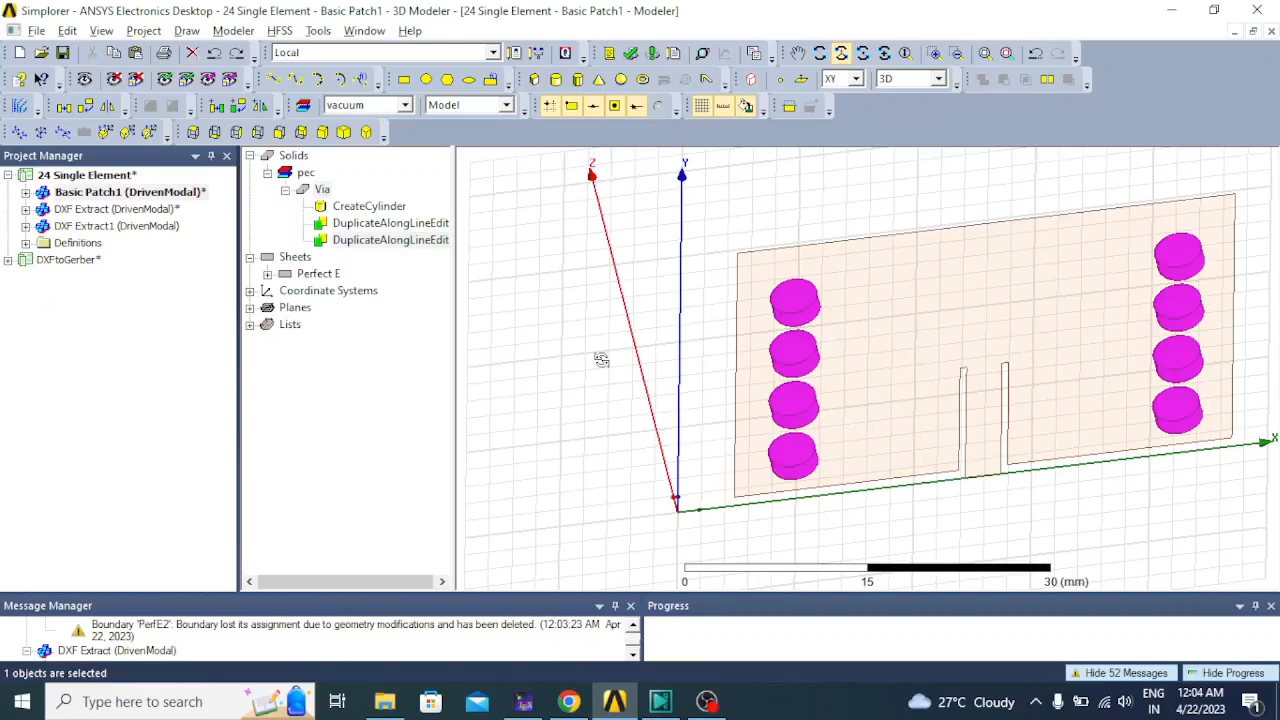 Simplorer - ANSYS Electronics Desktop - 24 Single Element - Basic Patch1 - 3D Modeler - [24 Single Element - Basic Patch1 - Modeler]
File Edit View Project Draw Modeler HFSS Tools Window Help
Local
XY 3D
vacuum Model
Project Manager
24 Single Element*
Basic Patch1 (DrivenModal)*
DXF Extract (DrivenModal)*
DXF Extract1 (DrivenModal)
Definitions
DXFtoGerber*
Solids
pec
Via
CreateCylinder
DuplicateAlongLineEdit
DuplicateAlongLineEdit
Sheets
Perfect E
Coordinate Systems
Planes
Lists
Z
Y
X
0 15 30 (mm)
Message Manager
Boundary 'PerfE2': Boundary lost its assignment due to geometry modifications and has been deleted. (12:03:23 AM Apr
22, 2023)
DXF Extract (DrivenModal)
Progress
1 objects are selected
Hide 52 Messages
Hide Progress
Type here to search
27°C Cloudy
ENG
IN
12:04 AM
4/22/2023
1